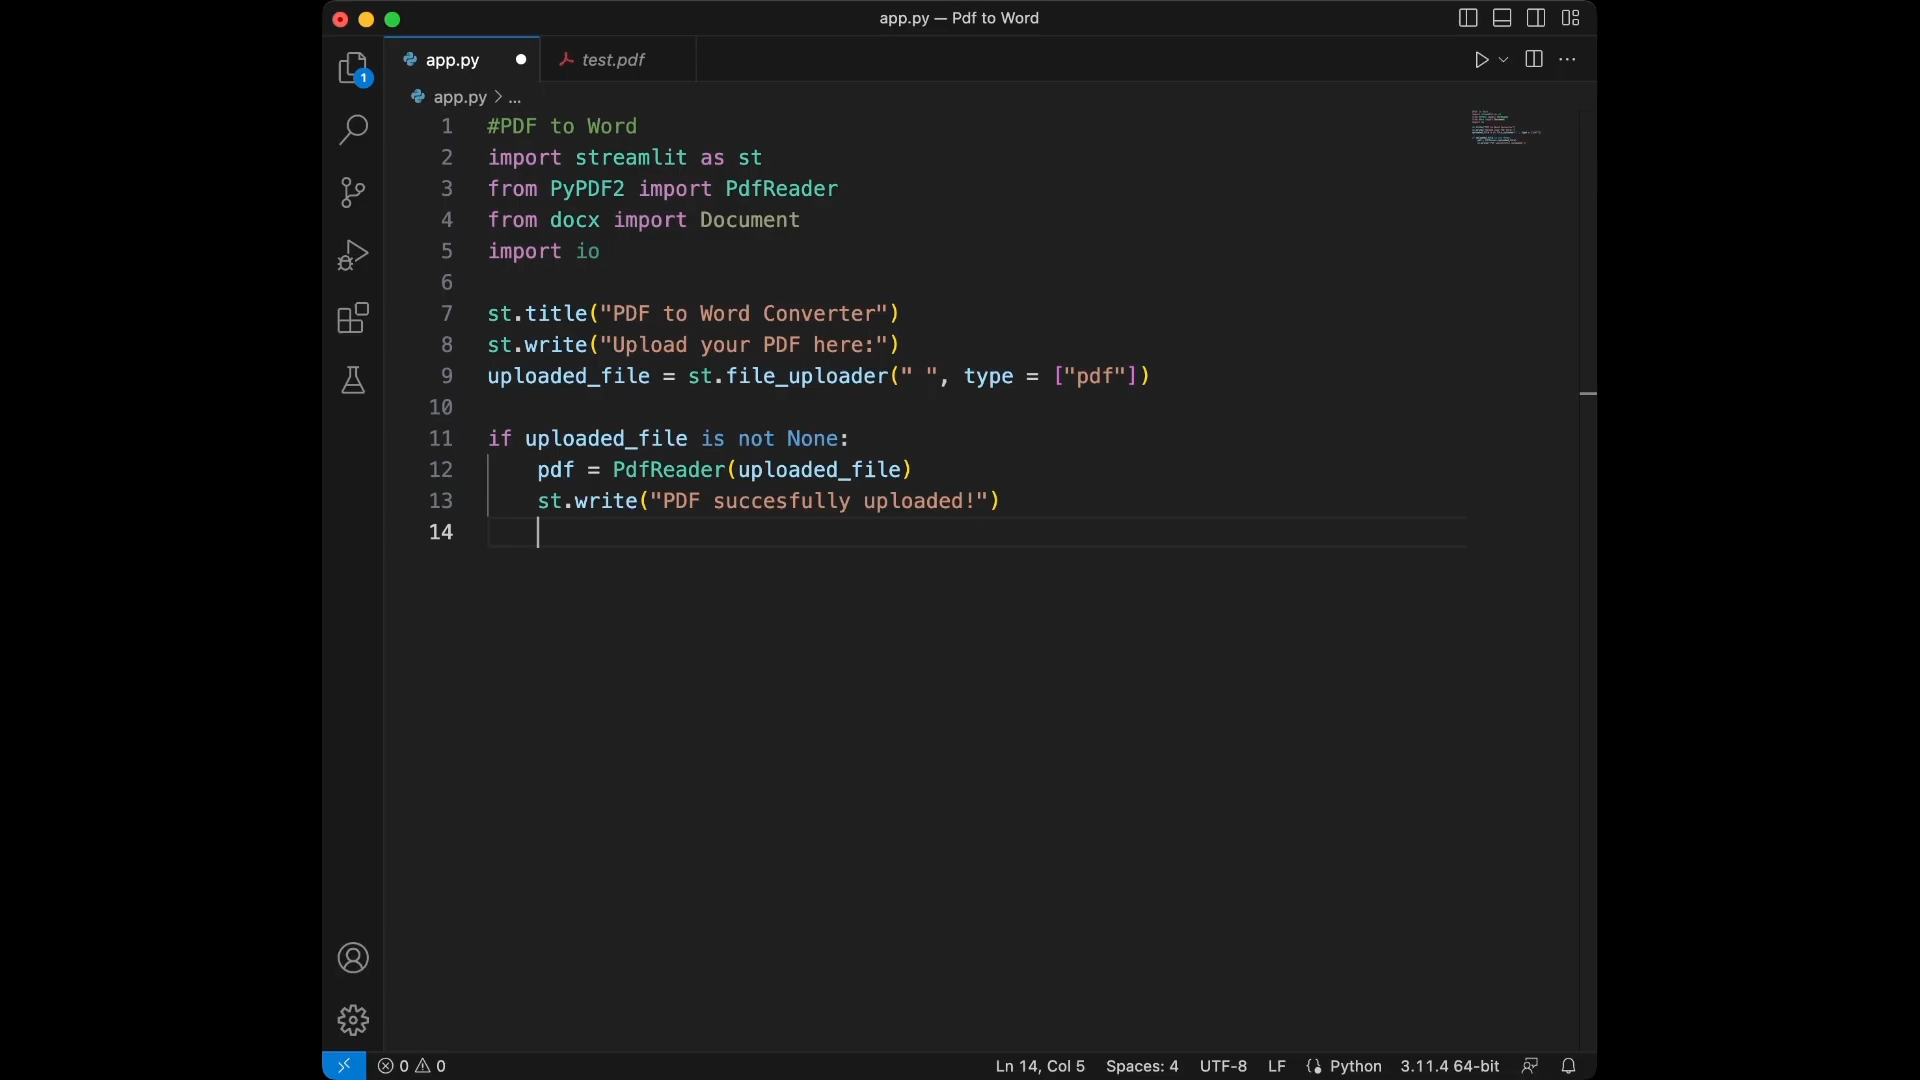 app.py — Pdf to Word
app.py
test.pdf
1
app.py > ...
1 #PDF to Word
2 import streamlit as st
3 from PyPDF2 import PdfReader
4 from docx import Document
5 import io
6
7 st.title("PDF to Word Converter")
8 st.write("Upload your PDF here:")
9 uploaded_file = st.file_uploader(" ", type = ["pdf"])
10
11 if uploaded_file is not None:
12 pdf = PdfReader(uploaded_file)
13 st.write("PDF succesfully uploaded!")
14
0 0 Ln 14, Col 5 Spaces: 4 UTF-8 LF {} Python 3.11.4 64-bit